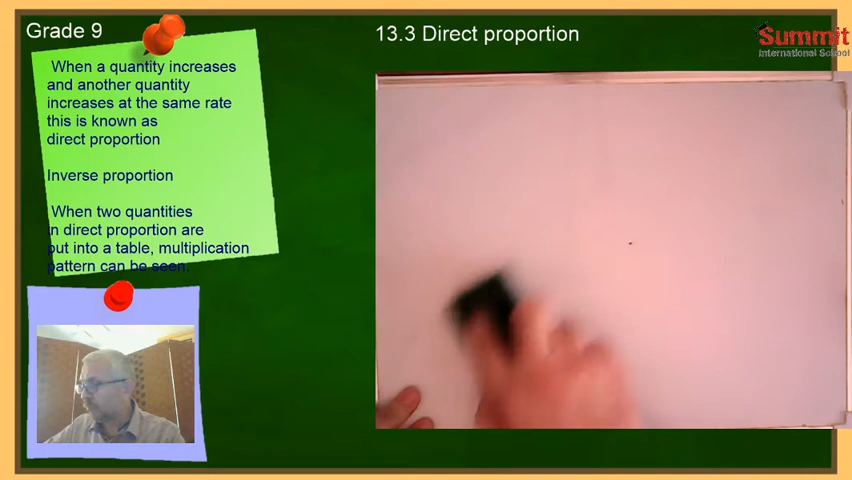 Grade 9
13.3 Direct proportion
Summit
International School
When a quantity increases
and another quantity
increases at the same rate
this is known as
direct proportion
Inverse proportion
When two quantities
in direct proportion are
put into a table, multiplication
pattern can be seen.